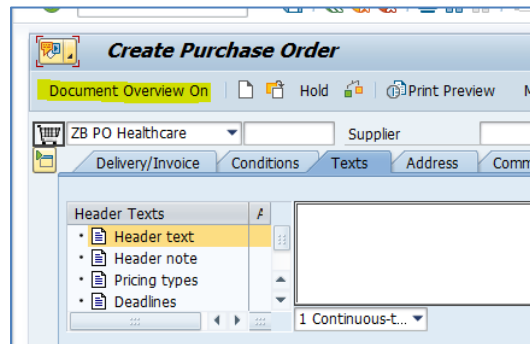 Create Purchase Order
Document Overview On Hold Print Preview
ZB PO Healthcare Supplier
Delivery/Invoice Conditions Texts Address
Header Texts
Header text
Header note
Pricing types
Deadlines
1 Continuous-t...